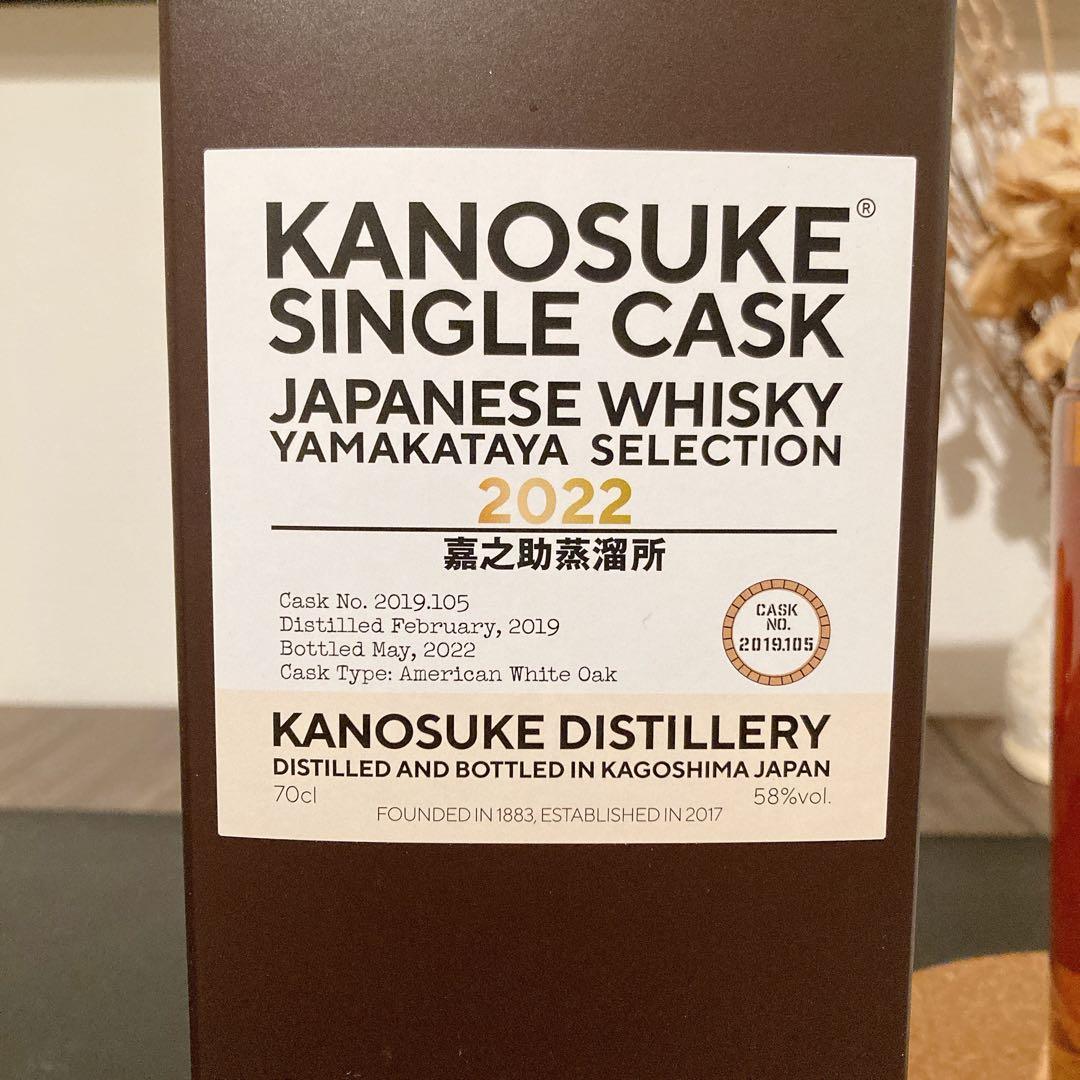 KANOSUKE®
SINGLE CASK
JAPANESE WHISKY
YAMAKATAYA SELECTION
2022
嘉之助蒸溜所
Cask No. 2019.105
Distilled February, 2019
Bottled May, 2022
Cask Type: American White Oak
CASK
NO.
2019.105
KANOSUKE DISTILLERY
DISTILLED AND BOTTLED IN KAGOSHIMA JAPAN
70cl 58%vol.
FOUNDED IN 1883, ESTABLISHED IN 2017